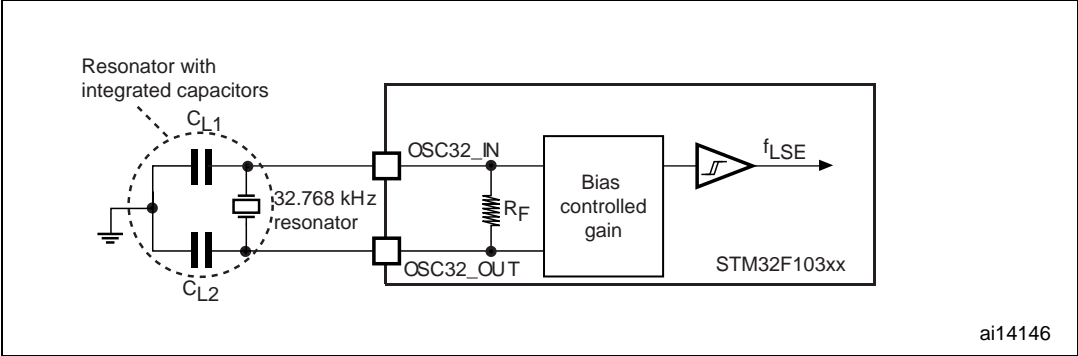 Resonator with
integrated capacitors
CL1
OSC32_IN
fLSE
32.768 kHz
resonator
RF
Bias
controlled
gain
OSC32_OUT
STM32F103xx
CL2
ai14146